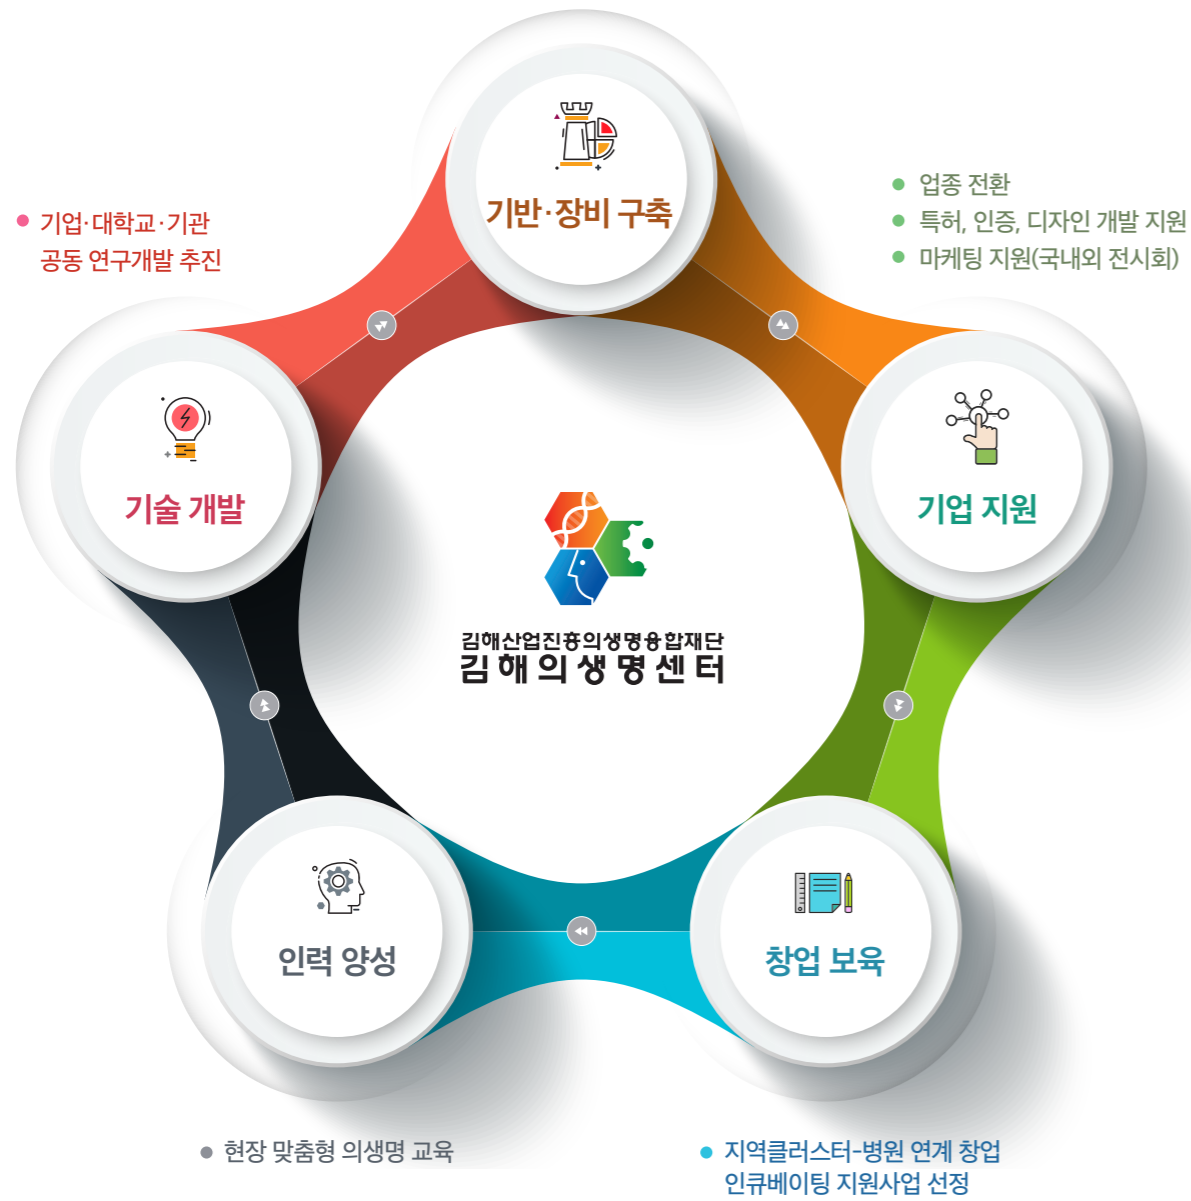 기반·장비 구축
기업·대학교·기관
공동 연구개발 추진
업종 전환
특허, 인증, 디자인 개발 지원
마케팅 지원(국내외 전시회)
기술 개발
기업 지원
김해산업진흥의생명융합재단
김해의생명센터
인력 양성
창업 보육
현장 맞춤형 의생명 교육
지역클러스터-병원 연계 창업
인큐베이팅 지원사업 선정